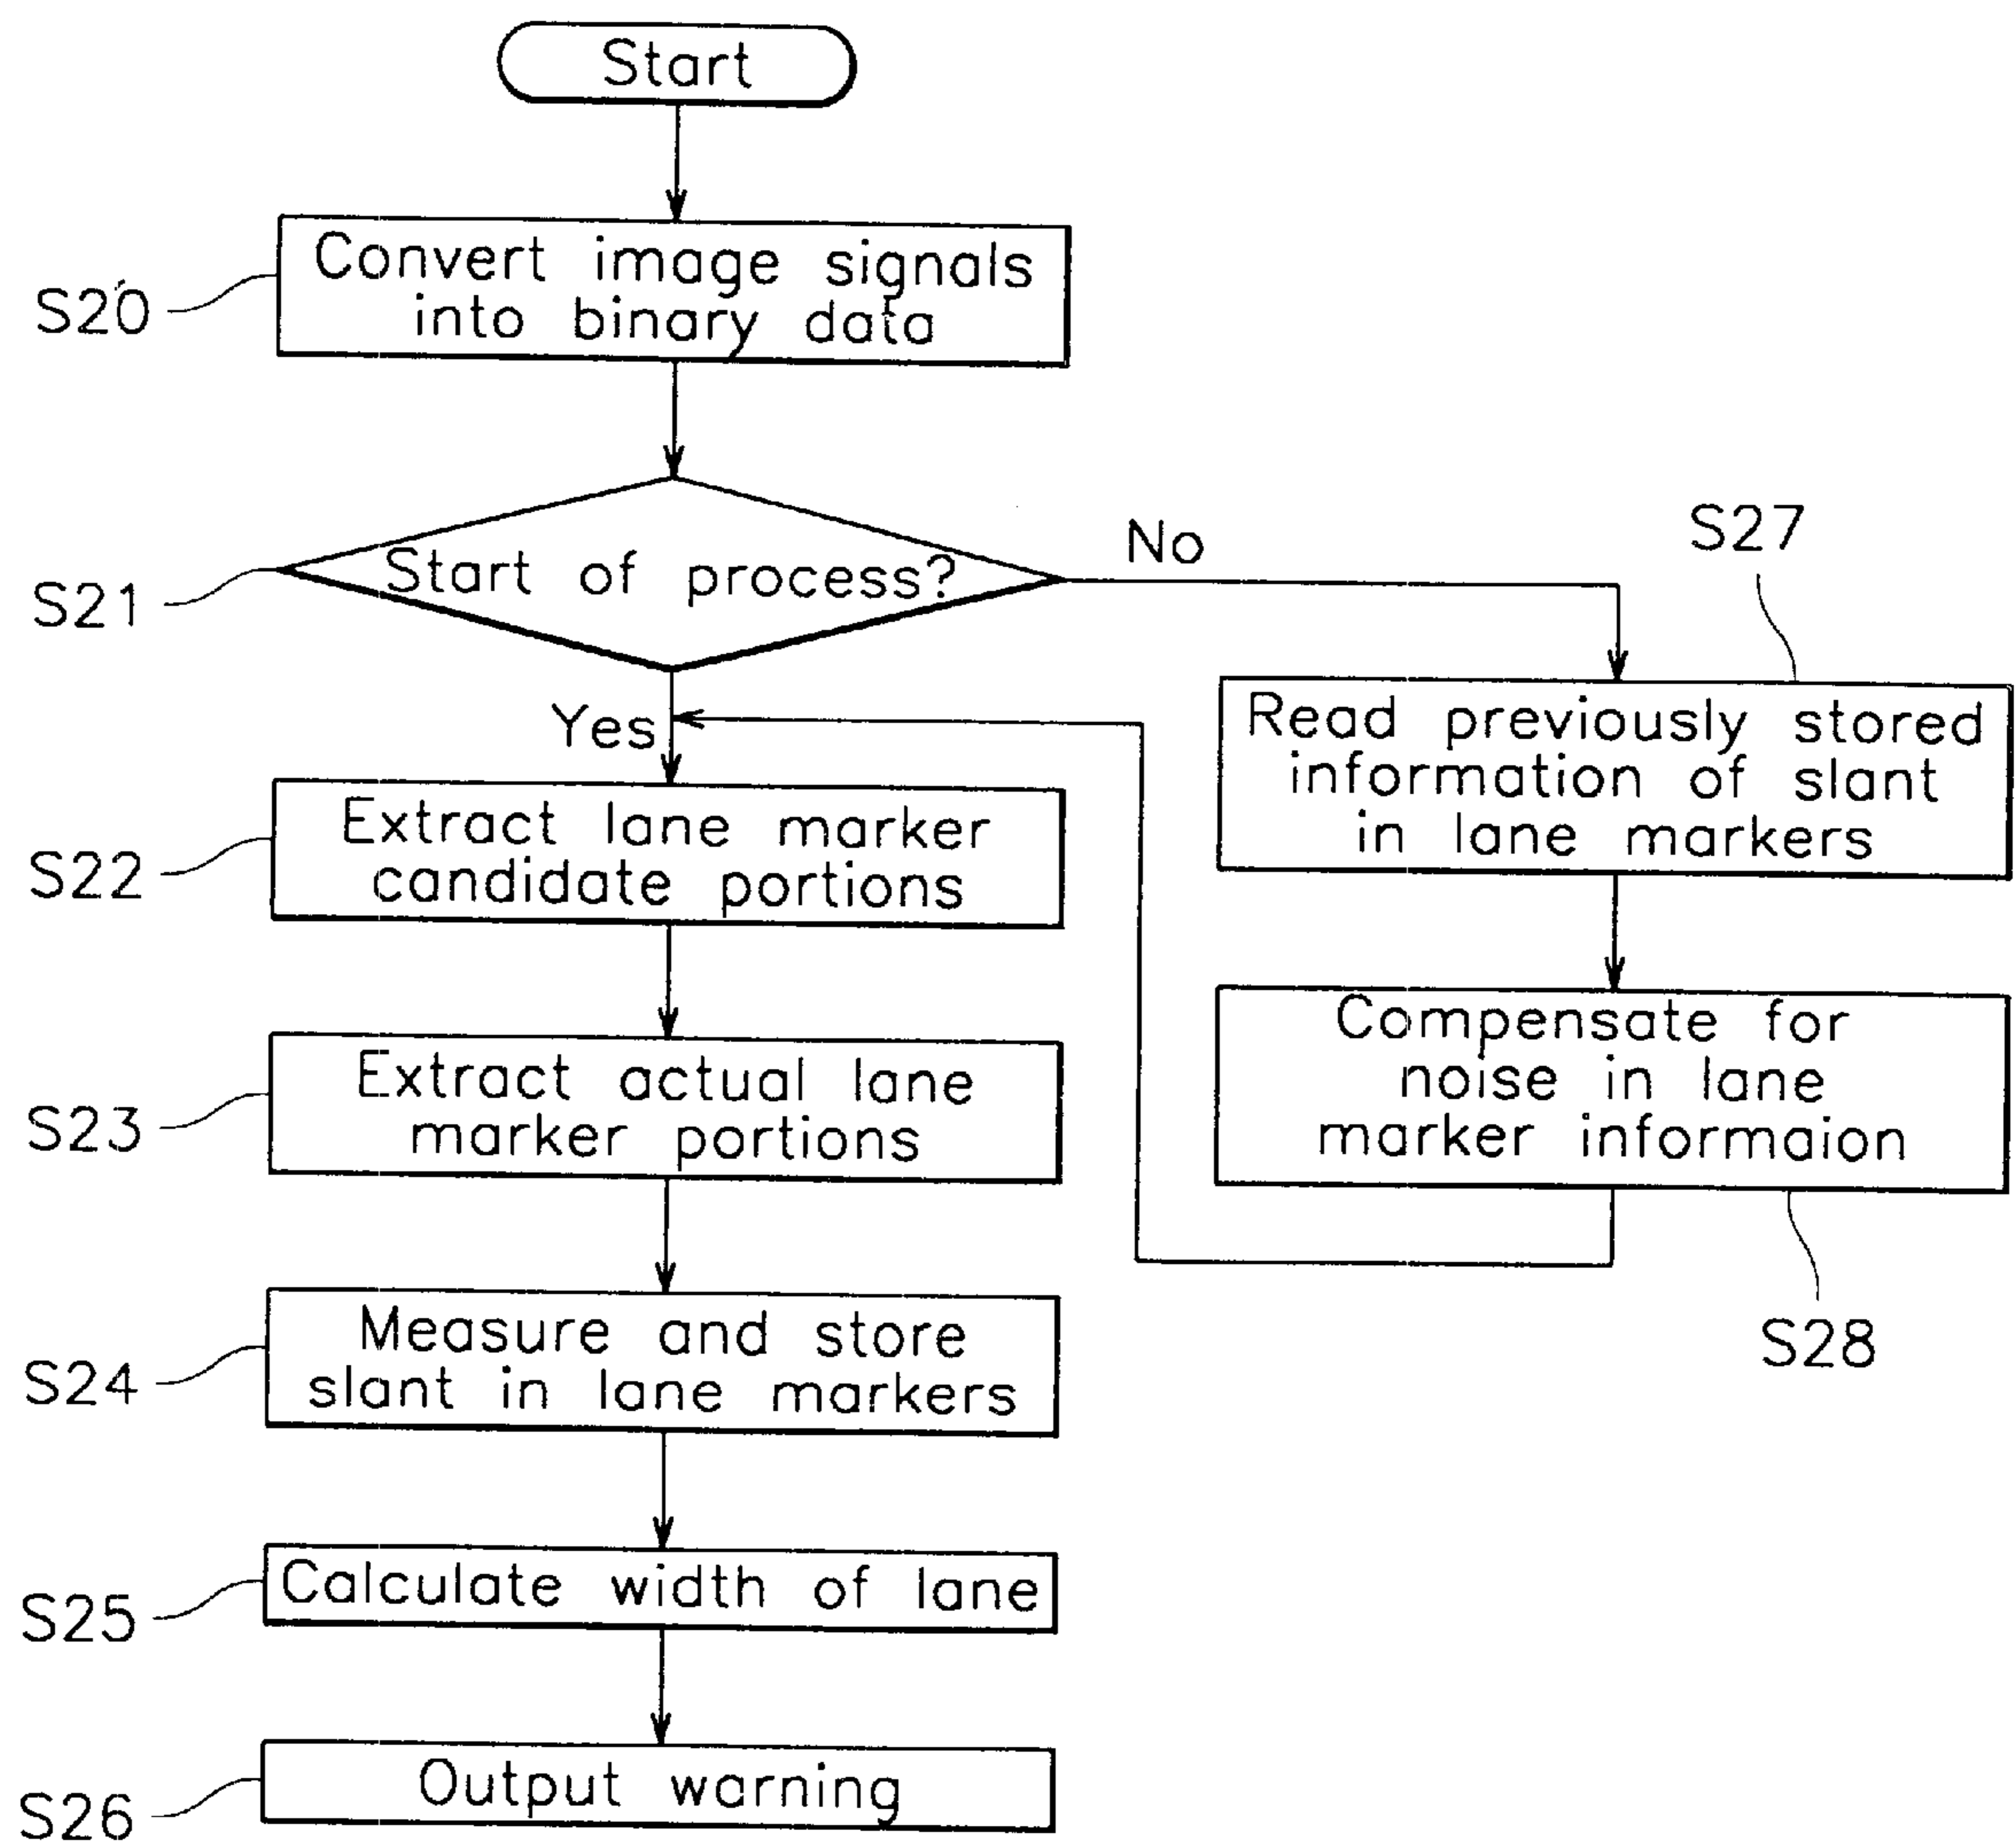 Start
S20
Convert image signals
into binary data
S21
Start of process?
No
Yes
S27
Read previously stored
information of slant
in lane markers
S22
Extract lane marker
candidate portions
Compensate for
noise in lane
marker informaion
S28
S23
Extract actual lane
marker portions
S24
Measure and store
slant in lane markers
S25
Calculate width of lane
S26
Output warning